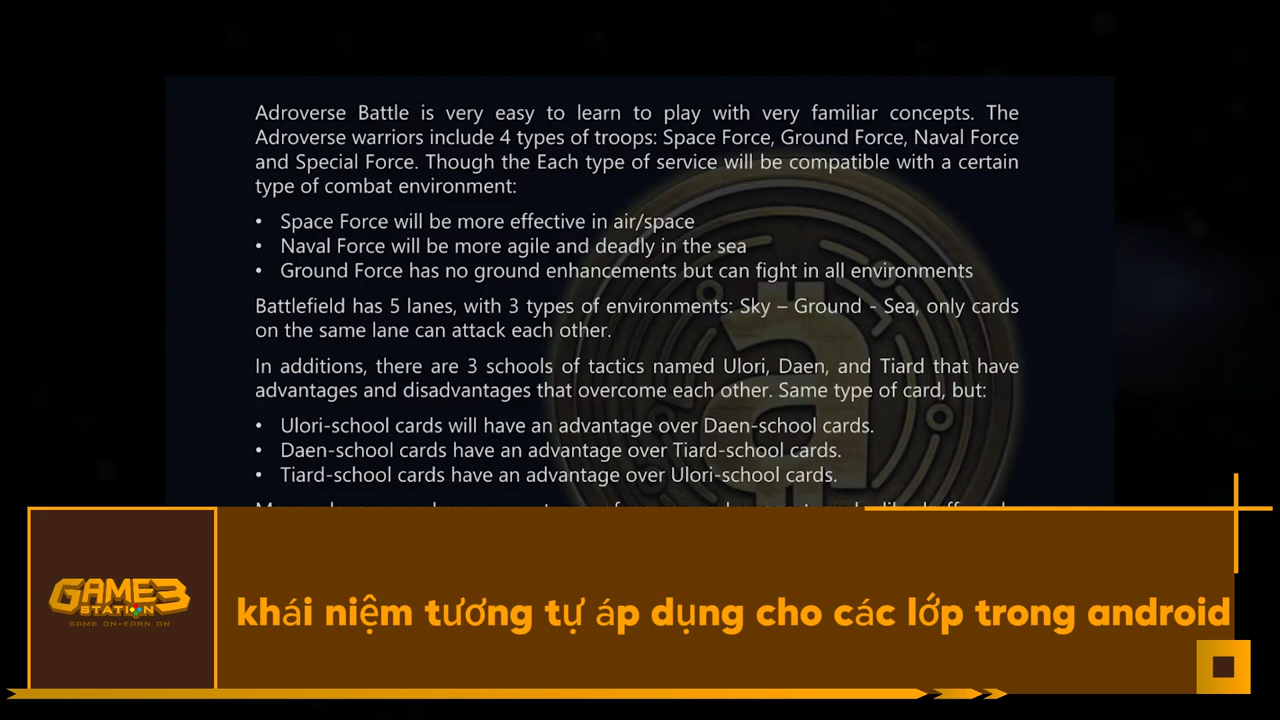 Adroverse Battle is very easy to learn to play with very familiar concepts. The
Adroverse warriors include 4 types of troops: Space Force, Ground Force, Naval Force
and Special Force. Though the Each type of service will be compatible with a certain
type of combat environment:
• Space Force will be more effective in air/space
• Naval Force will be more agile and deadly in the sea
• Ground Force has no ground enhancements but can fight in all environments
Battlefield has 5 lanes, with 3 types of environments: Sky – Ground - Sea, only cards
on the same lane can attack each other.
In additions, there are 3 schools of tactics named Ulori, Daen, and Tiard that have
advantages and disadvantages that overcome each other. Same type of card, but:
• Ulori-school cards will have an advantage over Daen-school cards.
• Daen-school cards have an advantage over Tiard-school cards.
• Tiard-school cards have an advantage over Ulori-school cards.
GAME3
STATION
GAME ON-EARN ON
khái niệm tương tự áp dụng cho các lớp trong android